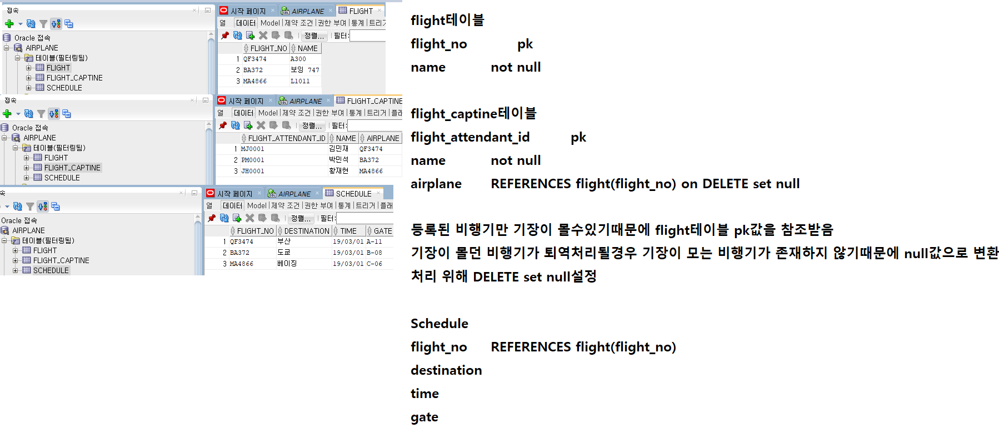 접속
Oracle 접속
AIRPLANE
테이블(필터링됨)
FLIGHT
FLIGHT_CAPTINE
SCHEDULE
시작 페이지 AIRPLANE FLIGHT
열 데이터 Model 제약 조건 권한 부여 통계 트리거
정렬... 필터:
FLIGHT_NO NAME
1 QF3474 A300
2 BA372 보잉 747
3 MA4866 L1011
접속
Oracle 접속
AIRPLANE
테이블(필터링됨)
FLIGHT
FLIGHT_CAPTINE
SCHEDULE
시작 페이지 AIRPLANE FLIGHT_CAPTINE
열 데이터 Model 제약 조건 권한 부여 통계 트리거 플래
정렬... 필터:
FLIGHT_ATTENDANT_ID NAME AIRPLANE
1 MJ0001 김민재 QF3474
2 PM0001 박민석 BA372
3 JH0001 황재현 MA4866
속
Oracle 접속
AIRPLANE
테이블(필터링됨)
FLIGHT
FLIGHT_CAPTINE
SCHEDULE
시작 페이지 AIRPLANE SCHEDULE
열 데이터 Model 제약 조건 권한 부여 통계 트리거 플래
정렬... 필터:
FLIGHT_NO DESTINATION TIME GATE
1 QF3474 부산 19/03/01 A-11
2 BA372 도쿄 19/03/01 B-08
3 MA4866 베이징 19/03/01 C-06
flight테이블
flight_no pk
name not null
flight_captine테이블
flight_attendant_id pk
name not null
airplane REFERENCES flight(flight_no) on DELETE set null
등록된 비행기만 기장이 몰수있기때문에 flight테이블 pk값을 참조받음
기장이 몰던 비행기가 퇴역처리될경우 기장이 모는 비행기가 존재하지 않기때문에 null값으로 변환
처리 위해 DELETE set null설정
Schedule
flight_no REFERENCES flight(flight_no)
destination
time
gate